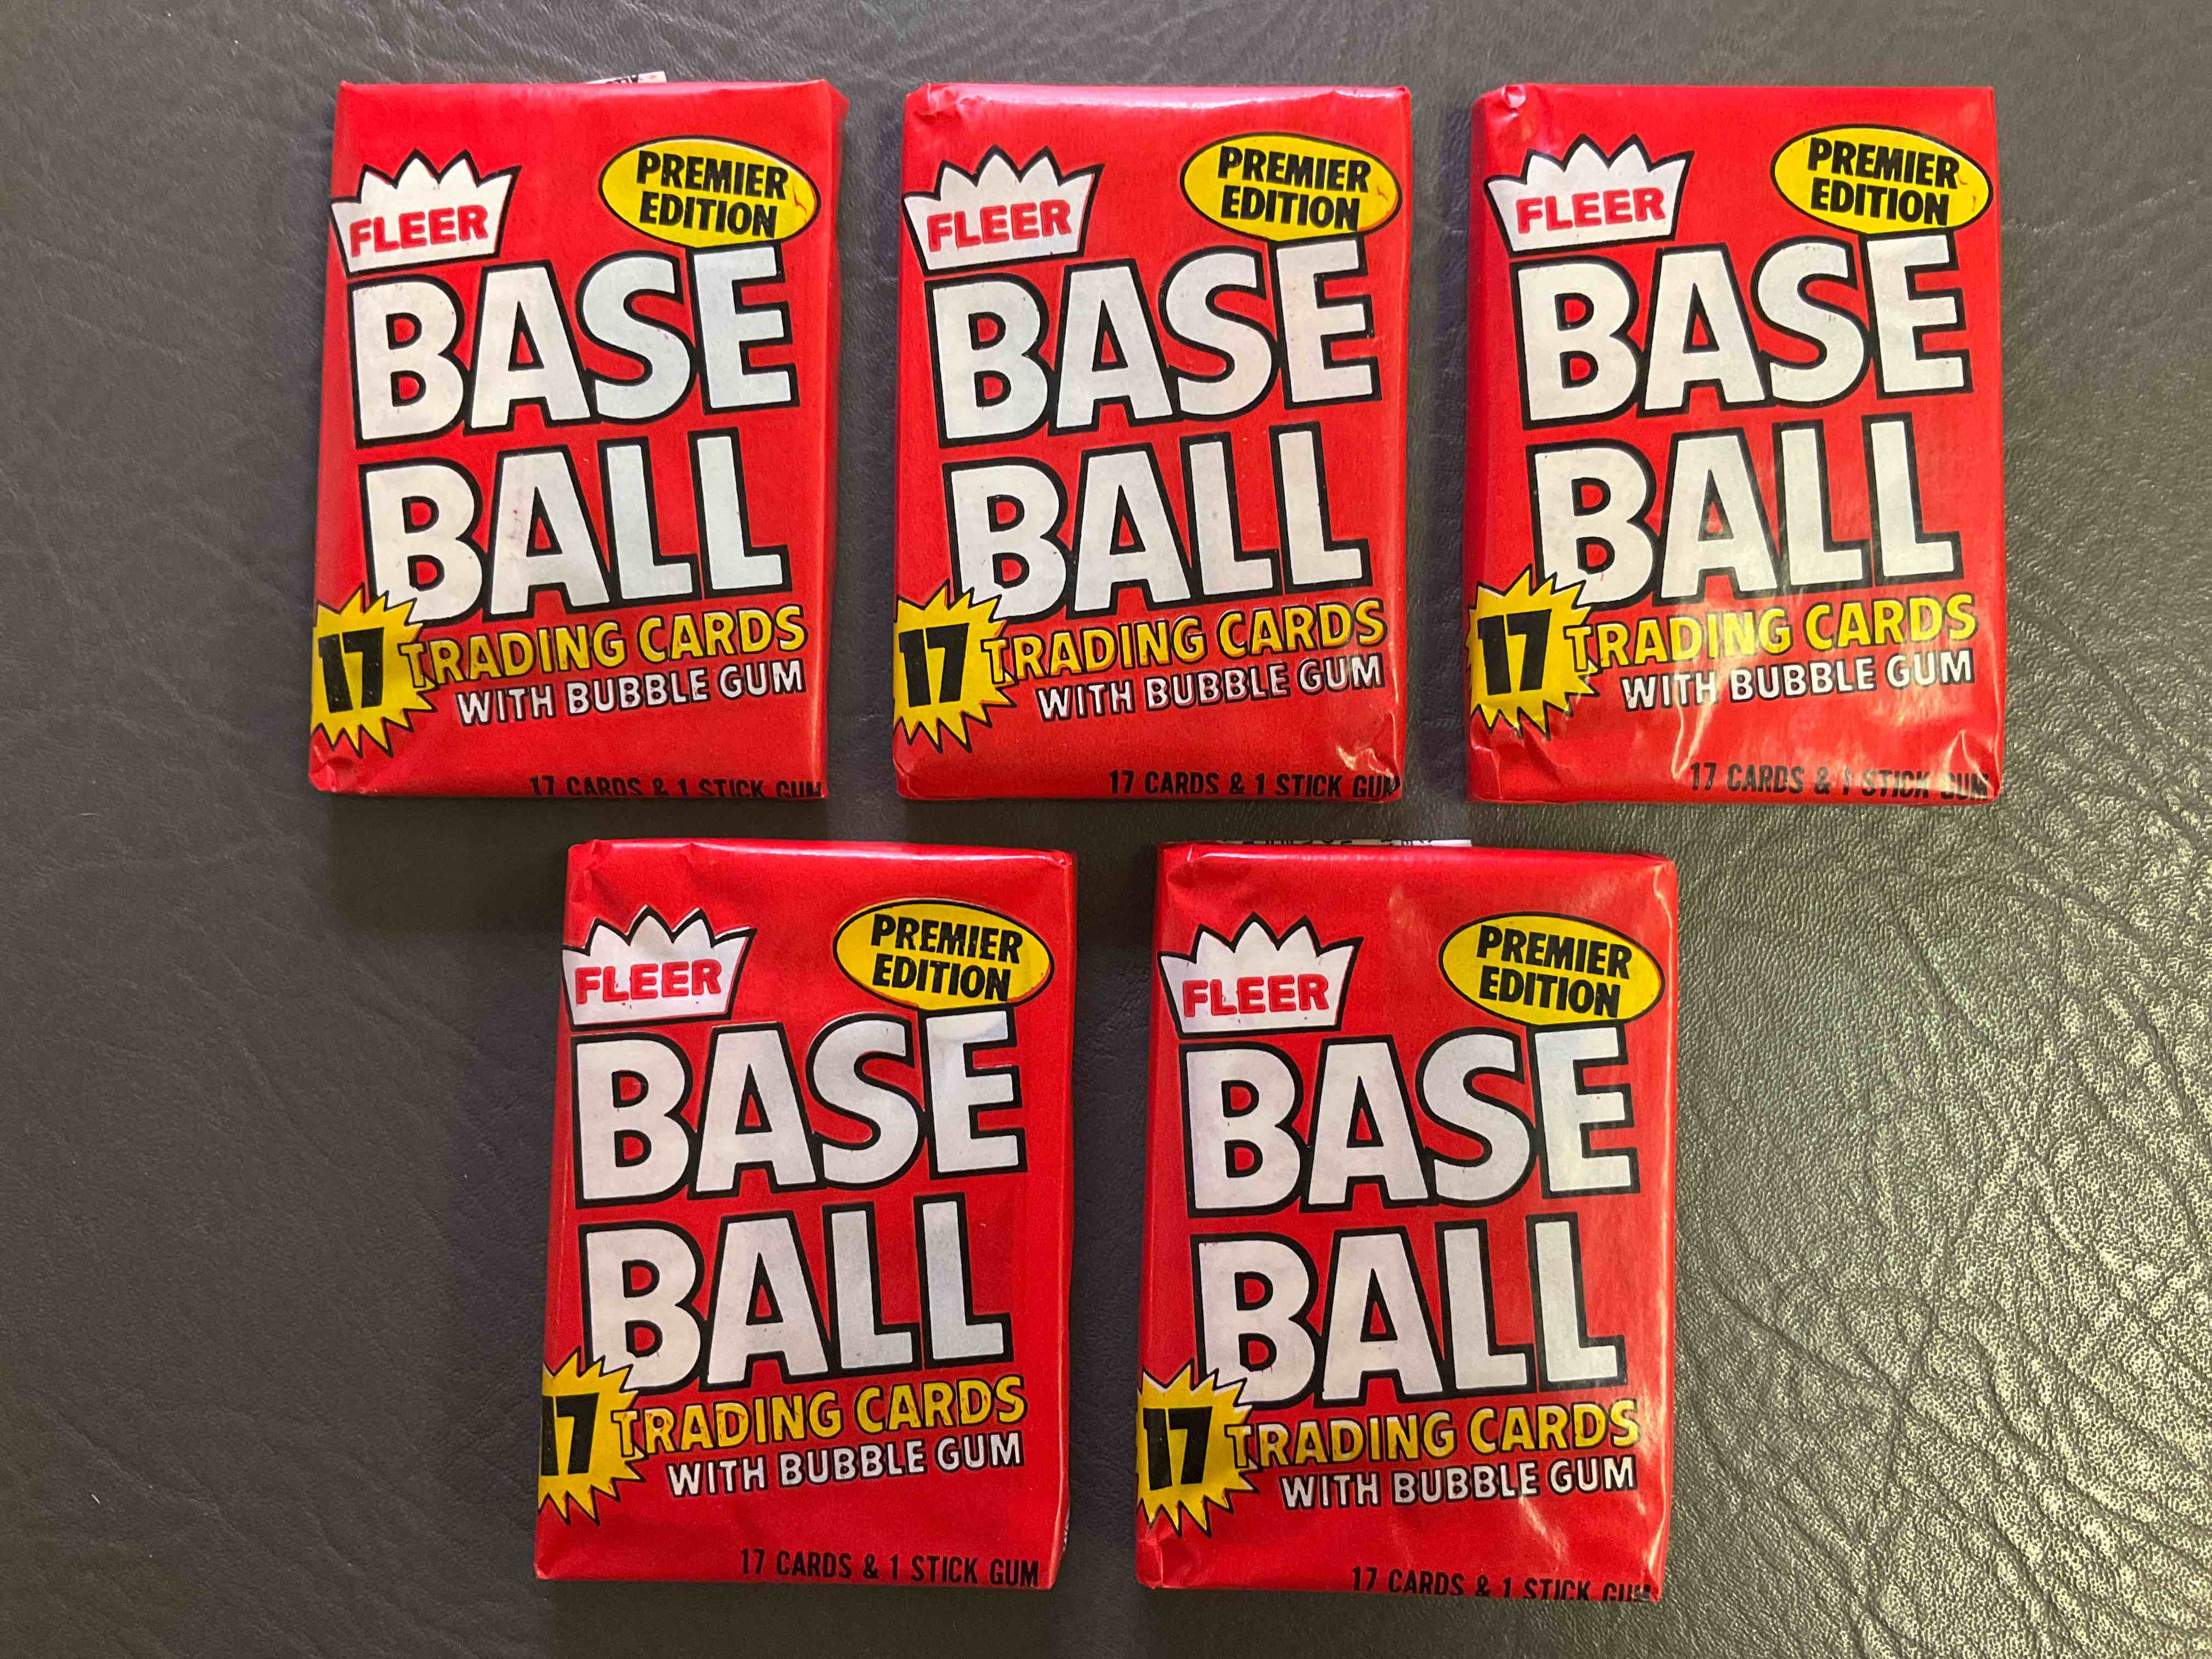 FLEER
PREMIER
EDITION
BASE
BALL
17 TRADING CARDS
WITH BUBBLE GUM
17 CARDS & 1 STICK GUM
FLEER
PREMIER
EDITION
BASE
BALL
17 TRADING CARDS
WITH BUBBLE GUM
17 CARDS & 1 STICK GUM
FLEER
PREMIER
EDITION
BASE
BALL
17 TRADING CARDS
WITH BUBBLE GUM
17 CARDS & 1 STICK GUM
FLEER
PREMIER
EDITION
BASE
BALL
17 TRADING CARDS
WITH BUBBLE GUM
17 CARDS & 1 STICK GUM
FLEER
PREMIER
EDITION
BASE
BALL
17 TRADING CARDS
WITH BUBBLE GUM
17 CARDS & 1 STICK GUM